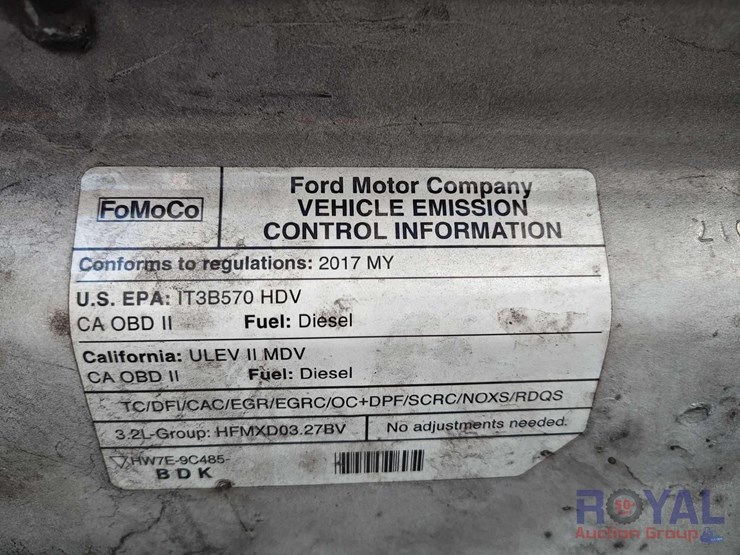 FoMoCo
Ford Motor Company
VEHICLE EMISSION
CONTROL INFORMATION
Conforms to regulations: 2017 MY
U.S. EPA: IT3B570 HDV
CA OBD II Fuel: Diesel
California: ULEV II MDV
CA OBD II Fuel: Diesel
TC/DFI/CAC/EGR/EGRC/OC+DPF/SCRC/NOXS/RDQS
3.2L-Group: HFMXD03.27BV No adjustments needed.
HW7E-9C485-
BDK
ROYAL
Auction Group